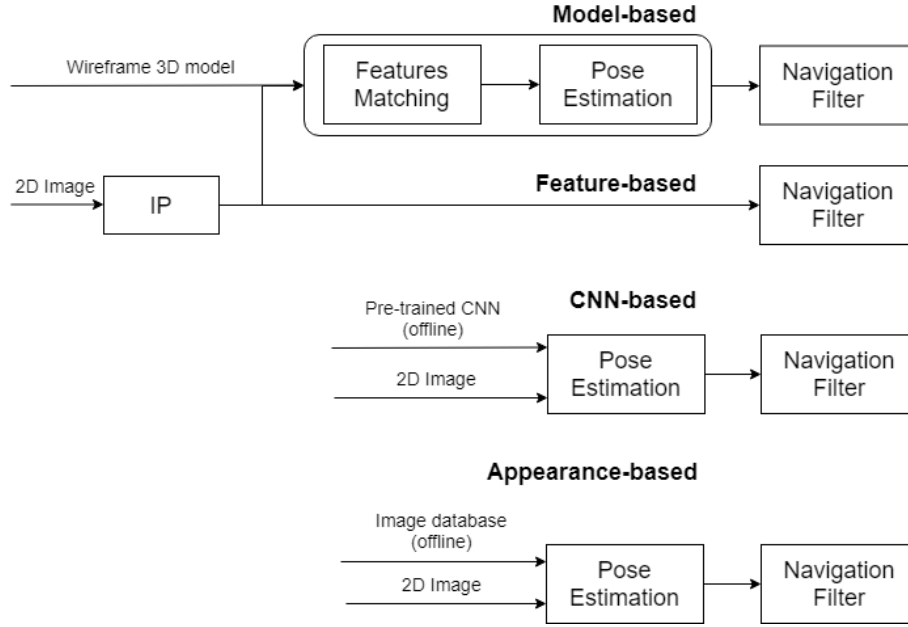 Model-based
Wireframe 3D model
Features
Matching
Pose
Estimation
Navigation
Filter
2D Image
IP
Feature-based
Navigation
Filter
CNN-based
Pre-trained CNN
(offline)
2D Image
Pose
Estimation
Navigation
Filter
Appearance-based
Image database
(offline)
2D Image
Pose
Estimation
Navigation
Filter